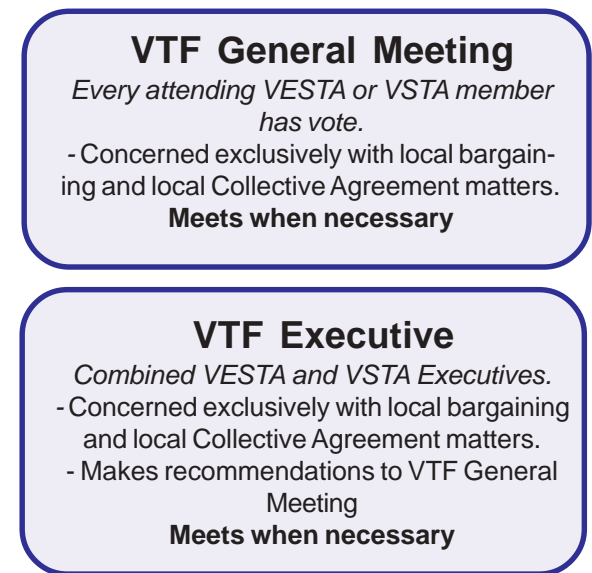 VTF General Meeting
Every attending VESTA or VSTA member
has vote.
- Concerned exclusively with local bargain-
ing and local Collective Agreement matters.
Meets when necessary
VTF Executive
Combined VESTA and VSTA Executives.
- Concerned exclusively with local bargaining
and local Collective Agreement matters.
- Makes recommendations to VTF General
Meeting
Meets when necessary